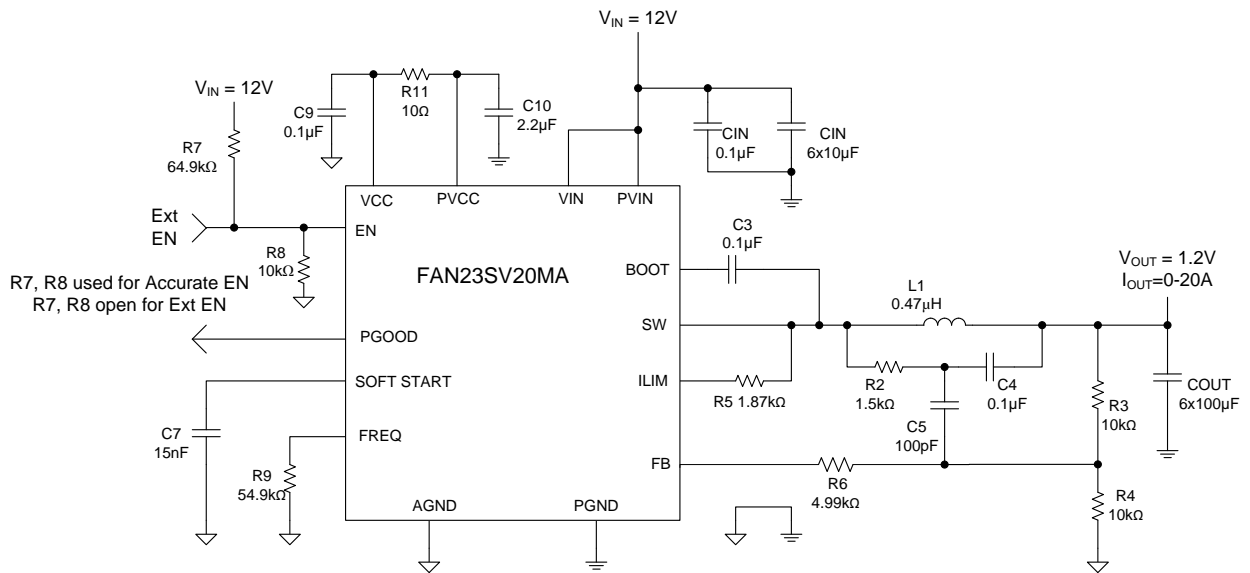 V_IN = 12V
V_IN = 12V
R11
10Ω
C9
0.1µF
C10
2.2µF
R7
64.9kΩ
CIN
0.1µF
CIN
6x10µF
VCC
PVCC
VIN
PVIN
Ext
EN
EN
R8
10kΩ
R7, R8 used for Accurate EN
R7, R8 open for Ext EN
FAN23SV20MA
C3
0.1µF
BOOT
V_OUT = 1.2V
I_OUT=0-20A
L1
0.47µH
SW
PGOOD
ILIM
R5 1.87kΩ
R2
1.5kΩ
C4
0.1µF
SOFT START
COUT
6x100µF
R3
10kΩ
C5
100pF
C7
15nF
FREQ
FB
R9
54.9kΩ
R6
4.99kΩ
R4
10kΩ
AGND
PGND